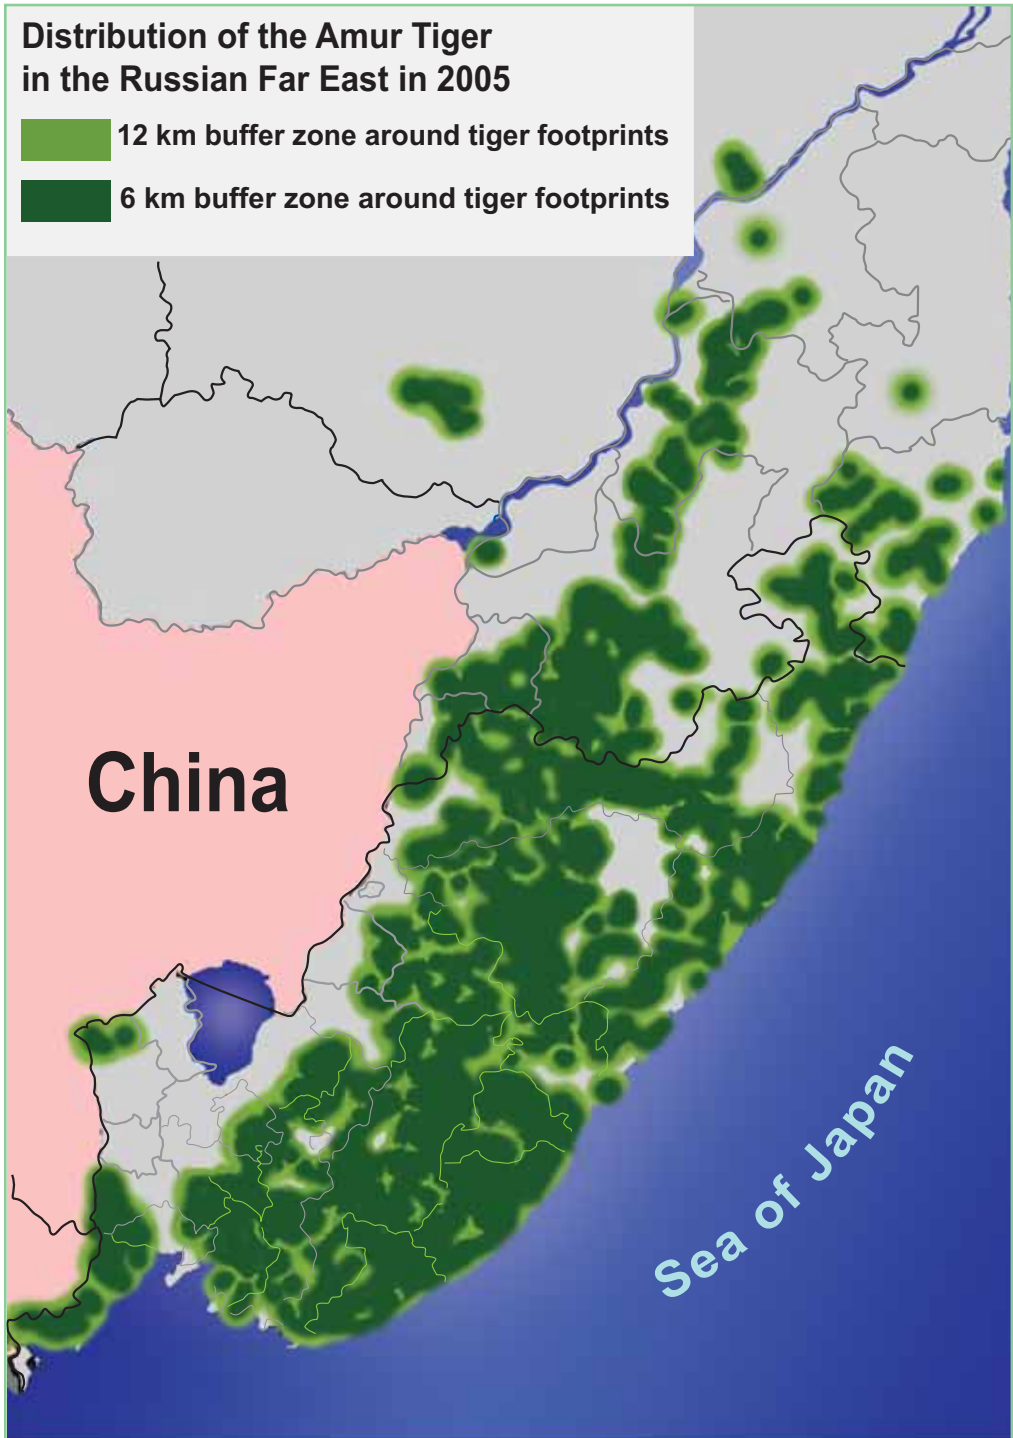 Distribution of the Amur Tiger
in the Russian Far East in 2005
12 km buffer zone around tiger footprints
6 km buffer zone around tiger footprints
China
Sea of Japan